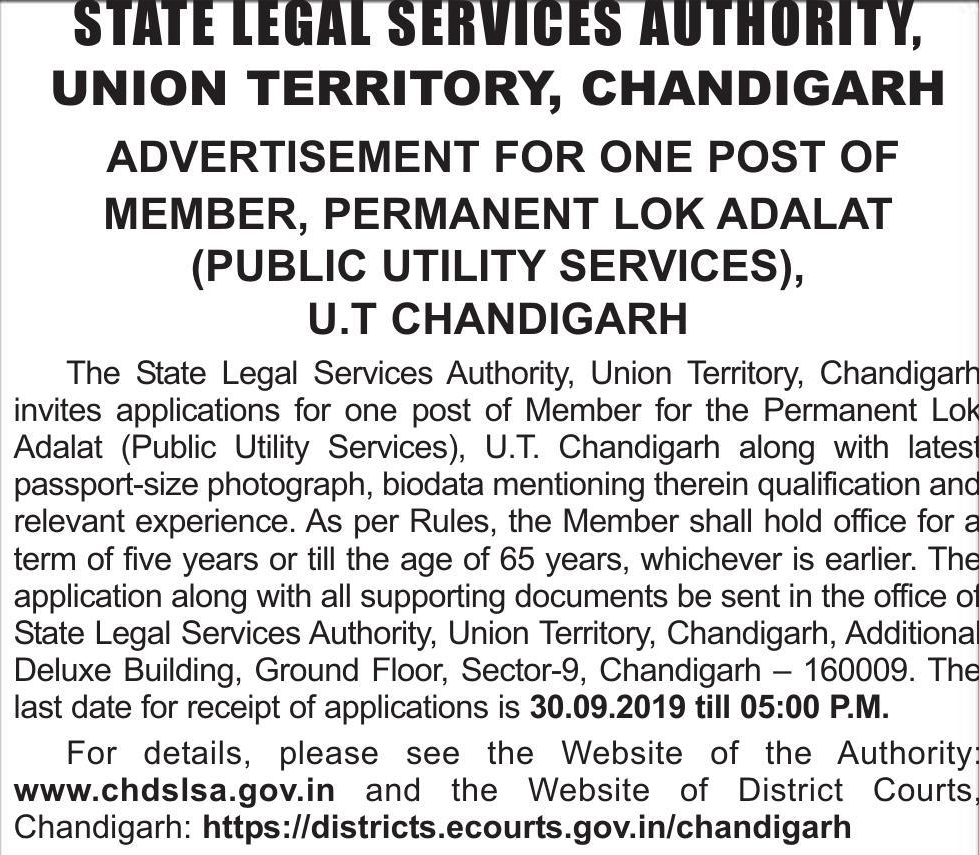 STATE LEGAL SERVICES AUTHORITY,
UNION TERRITORY, CHANDIGARH
ADVERTISEMENT FOR ONE POST OF
MEMBER, PERMANENT LOK ADALAT
(PUBLIC UTILITY SERVICES),
U.T CHANDIGARH
The State Legal Services Authority, Union Territory, Chandigarh
invites applications for one post of Member for the Permanent Lok
Adalat (Public Utility Services), U.T. Chandigarh along with latest
passport-size photograph, biodata mentioning therein qualification and
relevant experience. As per Rules, the Member shall hold office for a
term of five years or till the age of 65 years, whichever is earlier. The
application along with all supporting documents be sent in the office of
State Legal Services Authority, Union Territory, Chandigarh, Additional
Deluxe Building, Ground Floor, Sector-9, Chandigarh – 160009. The
last date for receipt of applications is 30.09.2019 till 05:00 P.M.
For details, please see the Website of the Authority:
www.chdslsa.gov.in and the Website of District Courts,
Chandigarh: https://districts.ecourts.gov.in/chandigarh